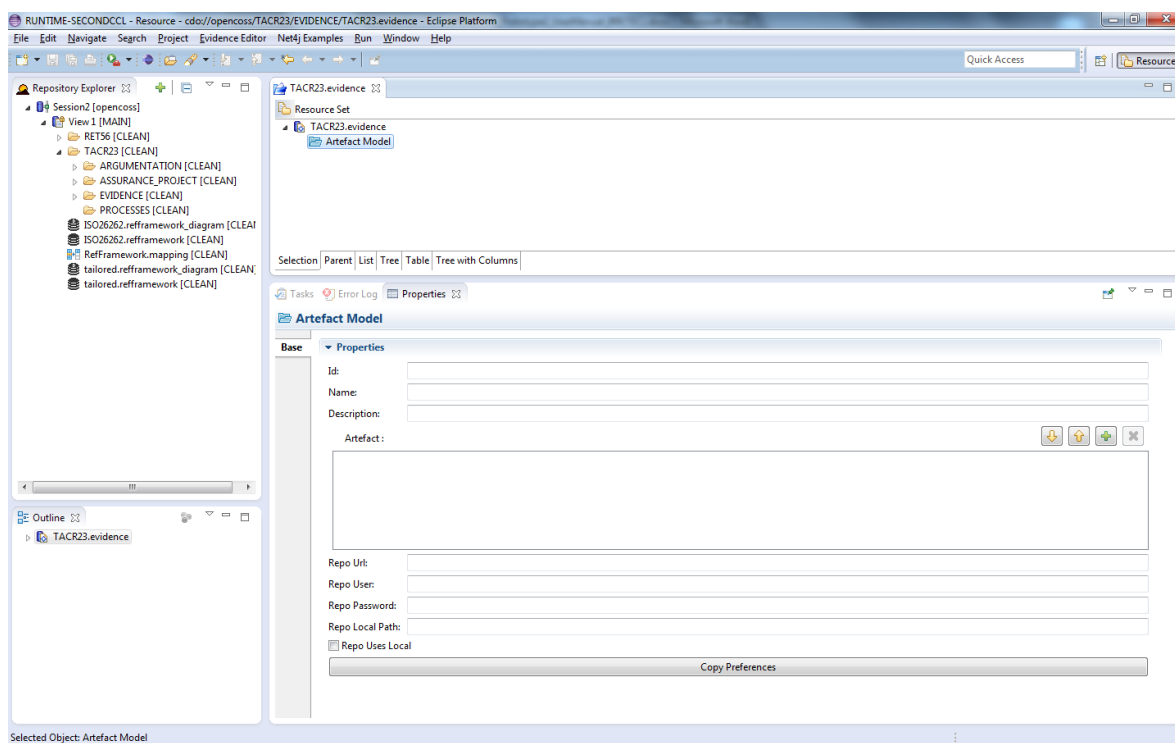 RUNTIME-SECONDCCL - Resource - cdo://opencoss/TACR23/EVIDENCE/TACR23.evidence - Eclipse Platform
File Edit Navigate Search Project Evidence Editor Net4j Examples Run Window Help
Quick Access
Resource
Repository Explorer
Session2 [opencoss]
View 1 [MAIN]
RET56 [CLEAN]
TACR23 [CLEAN]
ARGUMENTATION [CLEAN]
ASSURANCE_PROJECT [CLEAN]
EVIDENCE [CLEAN]
PROCESSES [CLEAN]
ISO26262.refframework_diagram [CLEAN
ISO26262.refframework [CLEAN]
RefFramework.mapping [CLEAN]
tailored.refframework_diagram [CLEAN]
tailored.refframework [CLEAN]
Outline
TACR23.evidence
TACR23.evidence
Resource Set
TACR23.evidence
Artefact Model
Selection Parent List Tree Table Tree with Columns
Tasks Error Log Properties
Artefact Model
Base
Properties
Id:
Name:
Description:
Artefact :
Repo Url:
Repo User:
Repo Password:
Repo Local Path:
Repo Uses Local
Copy Preferences
Selected Object: Artefact Model